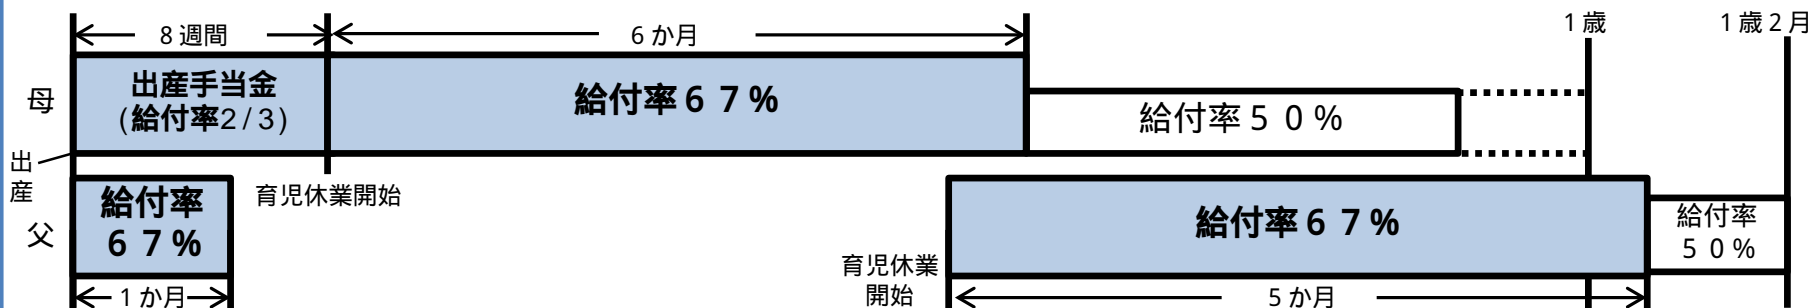 8週間
6か月
1歳
1歳2月
母
出産手当金
(給付率2/3)
給付率67%
給付率50%
出産
育児休業開始
父
給付率
67%
給付率67%
給付率
50%
育児休業
開始
1か月
5か月